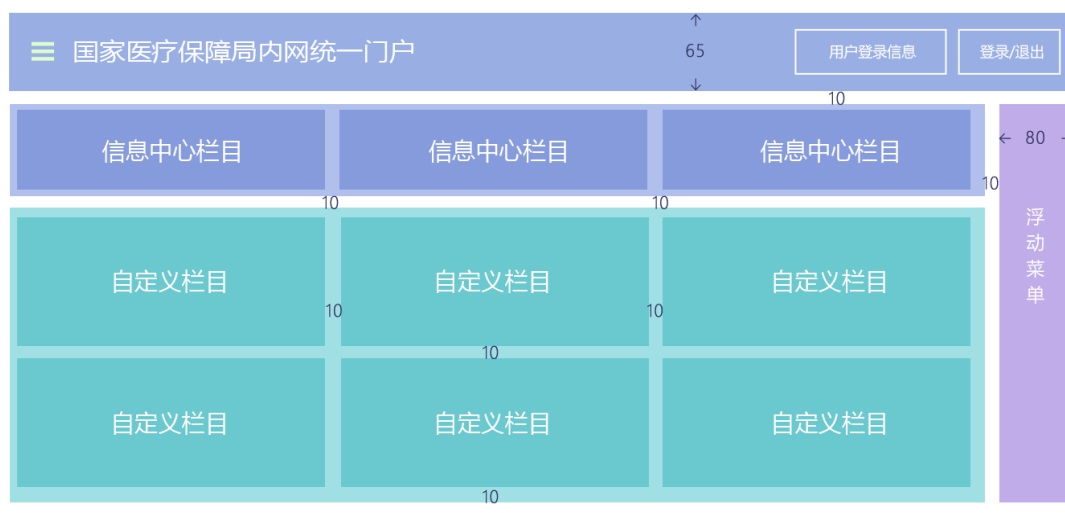 国家医疗保障局内网统一门户
65
用户登录信息
登录/退出
10
信息中心栏目
信息中心栏目
信息中心栏目
80
10
10
10
浮动菜单
自定义栏目
自定义栏目
自定义栏目
10
10
10
自定义栏目
自定义栏目
自定义栏目
10